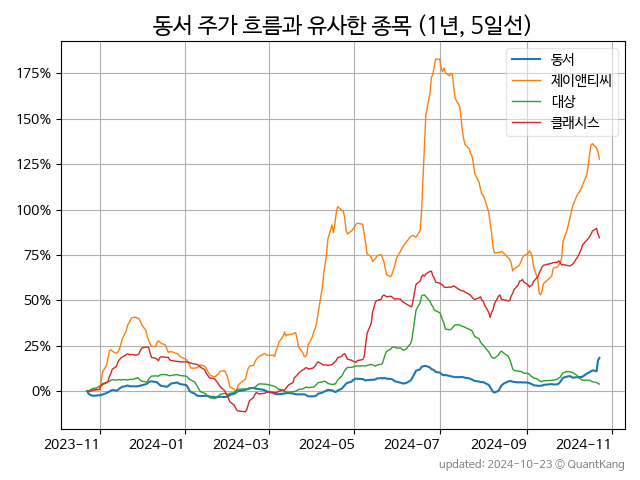 동서 주가 흐름과 유사한 종목 (1년, 5일선)
동서
제이앤티씨
대상
클래시스
175%
150%
125%
100%
75%
50%
25%
0%
2023-11 2024-01 2024-03 2024-05 2024-07 2024-09 2024-11
updated: 2024-10-23 © QuantKang